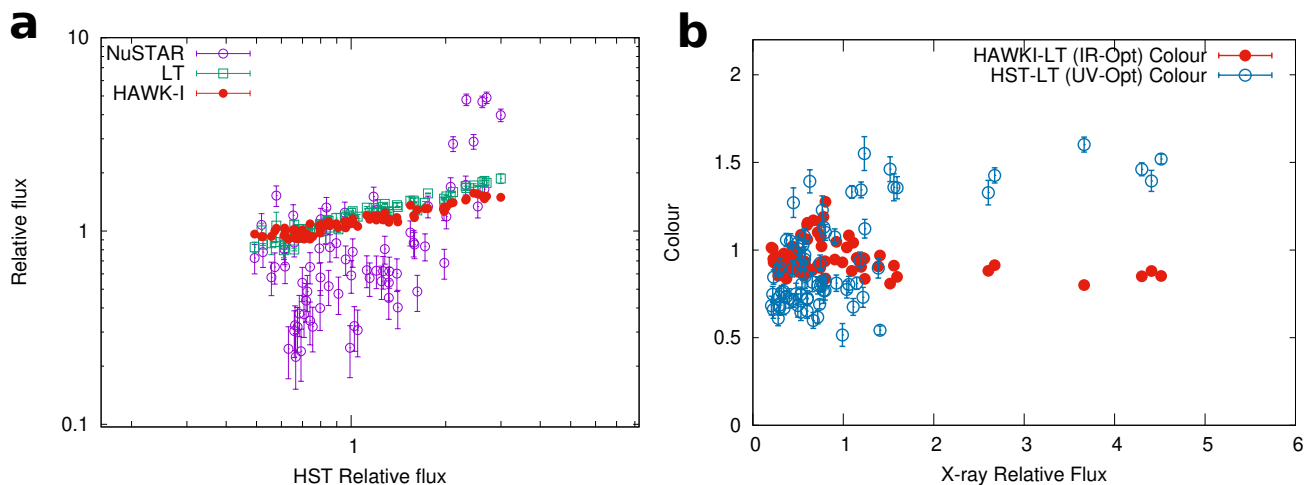 a
NuSTAR
LT
HAWK-I
10
1
0.1
1
Relative flux
HST Relative flux
b
HAWKI-LT (IR-Opt) Colour
HST-LT (UV-Opt) Colour
2
1.5
1
0.5
0
0 1 2 3 4 5 6
Colour
X-ray Relative Flux